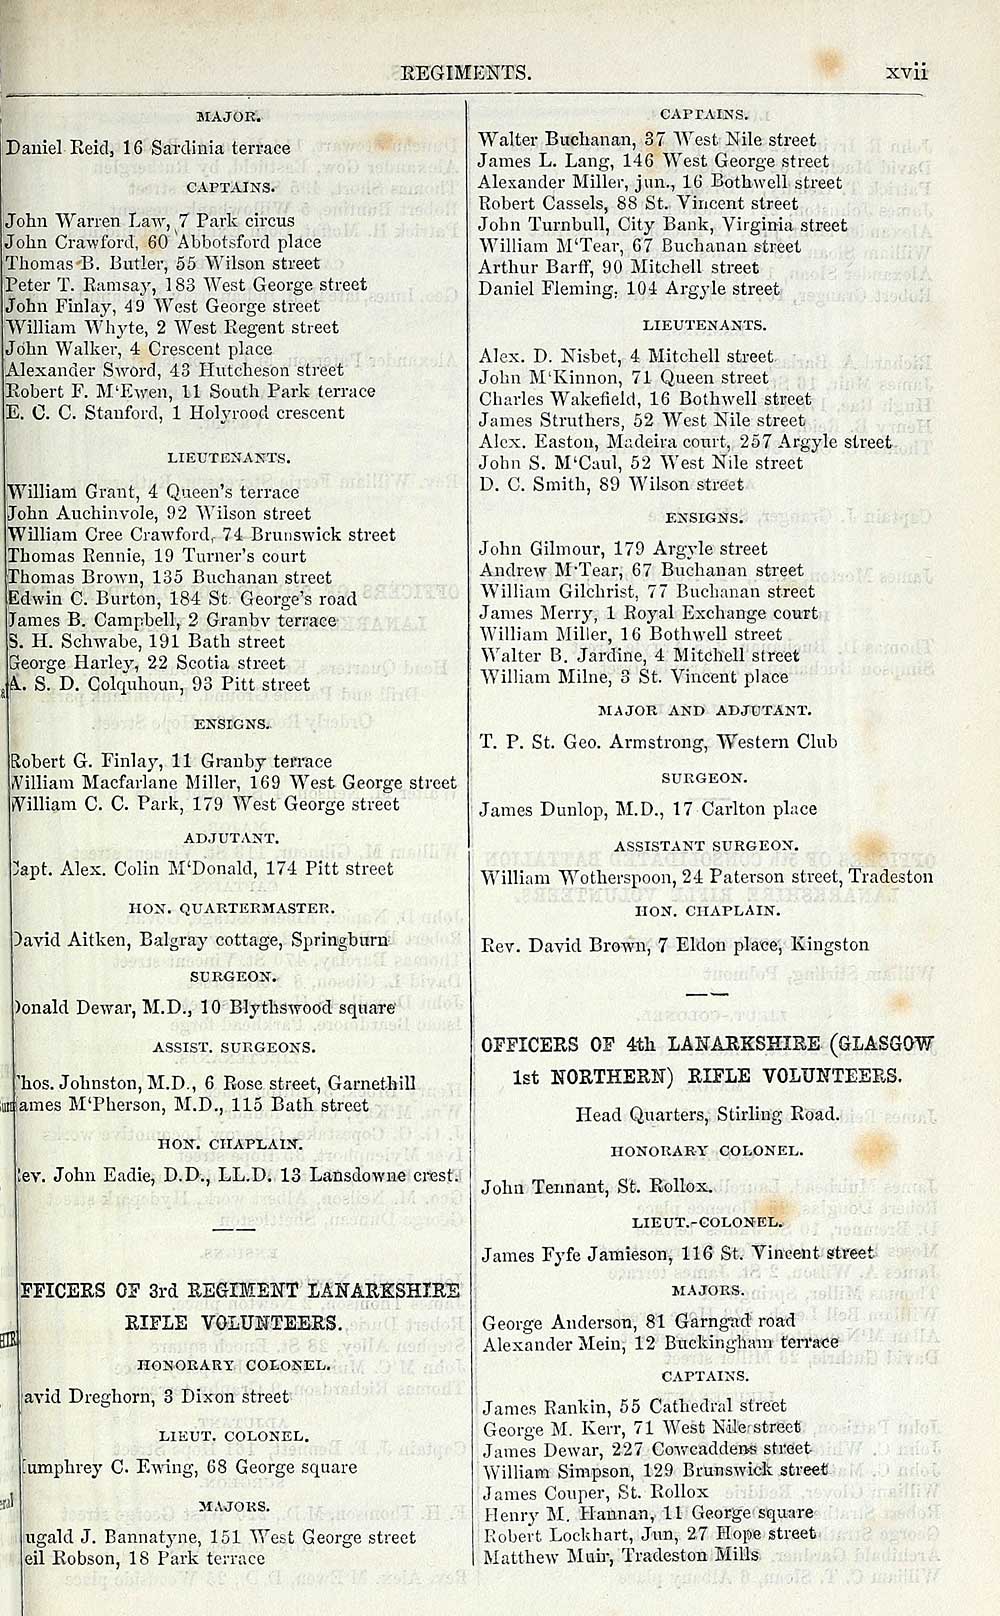 REGIMENTS.
xvii
MAJOR.
Daniel Reid, 16 Sardinia terrace
CAPTAINS.
John Warren Law, 7 Park circus
John Crawford, 60 Abbotsford place
Thomas B. Butler, 55 Wilson street
Peter T. Ramsay, 183 West George street
John Finlay, 49 West George street
William Whyte, 2 West Regent street
John Walker, 4 Crescent place
Alexander Sword, 43 Hutcheson street
Robert F. M'Ewen, 11 South Park terrace
E. C. C. Stanford, 1 Holyrood crescent
LIEUTENANTS.
William Grant, 4 Queen's terrace
John Auchinvole, 92 Wilson street
William Cree Crawford, 74 Brunswick street
Thomas Rennie, 19 Turner's court
Thomas Brown, 135 Buchanan street
Edwin C. Burton, 184 St. George's road
James B. Campbell, 2 Granby terrace
S. H. Schwabe, 191 Bath street
George Harley, 22 Scotia street
A. S. D. Colquhoun, 93 Pitt street
ENSIGNS.
Robert G. Finlay, 11 Granby terrace
William Macfarlane Miller, 169 West George street
William C. C. Park, 179 West George street
ADJUTANT.
Capt. Alex. Colin M'Donald, 174 Pitt street
HON. QUARTERMASTER.
David Aitken, Balgray cottage, Springburn
SURGEON.
Donald Dewar, M.D., 10 Blythswood square
ASSIST. SURGEONS.
hos. Johnston, M.D., 6 Rose street, Garnethill
ames M'Pherson, M.D., 115 Bath street
HON. CHAPLAIN.
ev. John Eadie, D.D., LL.D. 13 Lansdowne crest.
FFICERS OF 3rd REGIMENT LANARKSHIRE
RIFLE VOLUNTEERS.
HONORARY COLONEL.
avid Dreghorn, 3 Dixon street
LIEUT. COLONEL.
umphrey C. Ewing, 68 George square
MAJORS.
ugald J. Bannatyne, 151 West George street
eil Robson, 18 Park terrace
CAPTAINS.
Walter Buchanan, 37 West Nile street
James L. Lang, 146 West George street
Alexander Miller, jun., 16 Bothwell street
Robert Cassels, 88 St. Vincent street
John Turnbull, City Bank, Virginia street
William M'Tear, 67 Buchanan street
Arthur Barff, 90 Mitchell street
Daniel Fleming. 104 Argyle street
LIEUTENANTS.
Alex. D. Nisbet, 4 Mitchell street
John M'Kinnon, 71 Queen street
Charles Wakefield, 16 Bothwell street
James Struthers, 52 West Nile street
Alex. Easton, Madeira court, 257 Argyle street
John S. M'Caul, 52 West Nile street
D. C. Smith, 89 Wilson street
ENSIGNS.
John Gilmour, 179 Argyle street
Andrew M'Tear, 67 Buchanan street
William Gilchrist, 77 Buchanan street
James Merry, 1 Royal Exchange court
William Miller, 16 Bothwell street
Walter B. Jardine, 4 Mitchell street
William Milne, 3 St. Vincent place
MAJOR AND ADJUTANT.
T. P. St. Geo. Armstrong, Western Club
SURGEON.
James Dunlop, M.D., 17 Carlton place
ASSISTANT SURGEON.
William Wotherspoon, 24 Paterson street, Tradeston
HON. CHAPLAIN.
Rev. David Brown, 7 Eldon place, Kingston
OFFICERS OF 4th LANARKSHIRE (GLASGOW
1st NORTHERN) RIFLE VOLUNTEERS.
Head Quarters, Stirling Road.
HONORARY COLONEL.
John Tennant, St. Rollox.
LIEUT.-COLONEL.
James Fyfe Jamieson, 116 St. Vincent street
MAJORS.
George Anderson, 81 Garngad road
Alexander Mein, 12 Buckingham terrace
CAPTAINS.
James Rankin, 55 Cathedral street
George M. Kerr, 71 West Nile street
James Dewar, 227 Cowcaddens street
William Simpson, 129 Brunswick street
James Couper, St. Rollox
Henry M. Hannan, 11 George square
Robert Lockhart, Jun, 27 Hope street
Matthew Muir, Tradeston Mills